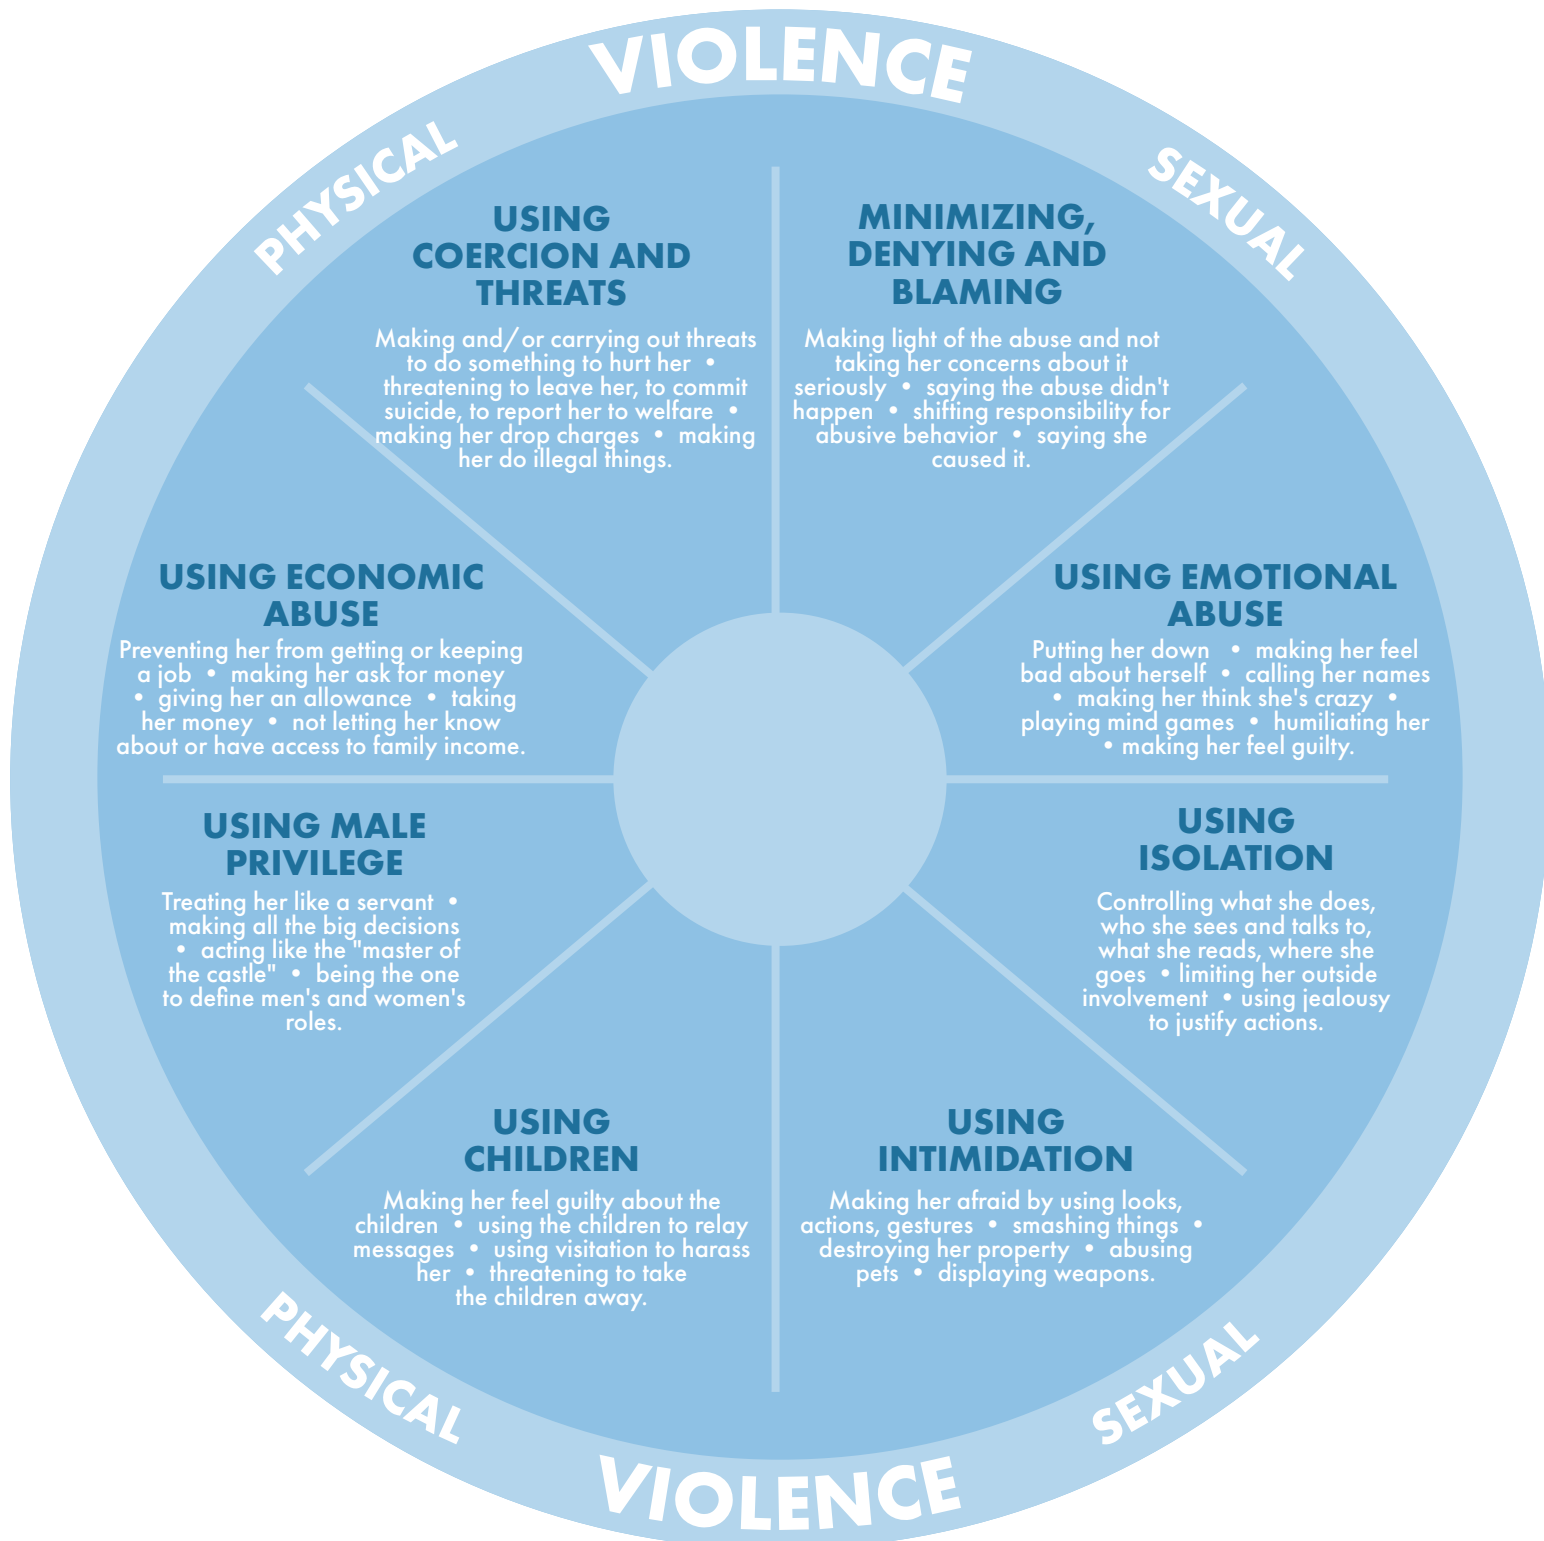 VIOLENCE
PHYSICAL
SEXUAL
USING
COERCION AND
THREATS
Making and/or carrying out threats
to do something to hurt her •
threatening to leave her, to commit
suicide, to report her to welfare •
making her drop charges • making
her do illegal things.
MINIMIZING,
DENYING AND
BLAMING
Making light of the abuse and not
taking her concerns about it
seriously • saying the abuse didn't
happen • shifting responsibility for
abusive behavior • saying she
caused it.
USING ECONOMIC
ABUSE
Preventing her from getting or keeping
a job • making her ask for money
• giving her an allowance • taking
her money • not letting her know
about or have access to family income.
USING EMOTIONAL
ABUSE
Putting her down • making her feel
bad about herself • calling her names
• making her think she's crazy •
playing mind games • humiliating her
• making her feel guilty.
USING MALE
PRIVILEGE
Treating her like a servant •
making all the big decisions
• acting like the "master of
the castle" • being the one
to define men's and women's
roles.
USING
ISOLATION
Controlling what she does,
who she sees and talks to,
what she reads, where she
goes • limiting her outside
involvement • using jealousy
to justify actions.
USING
CHILDREN
Making her feel guilty about the
children • using the children to relay
messages • using visitation to harass
her • threatening to take
the children away.
USING
INTIMIDATION
Making her afraid by using looks,
actions, gestures • smashing things •
destroying her property • abusing
pets • displaying weapons.
PHYSICAL
SEXUAL
VIOLENCE